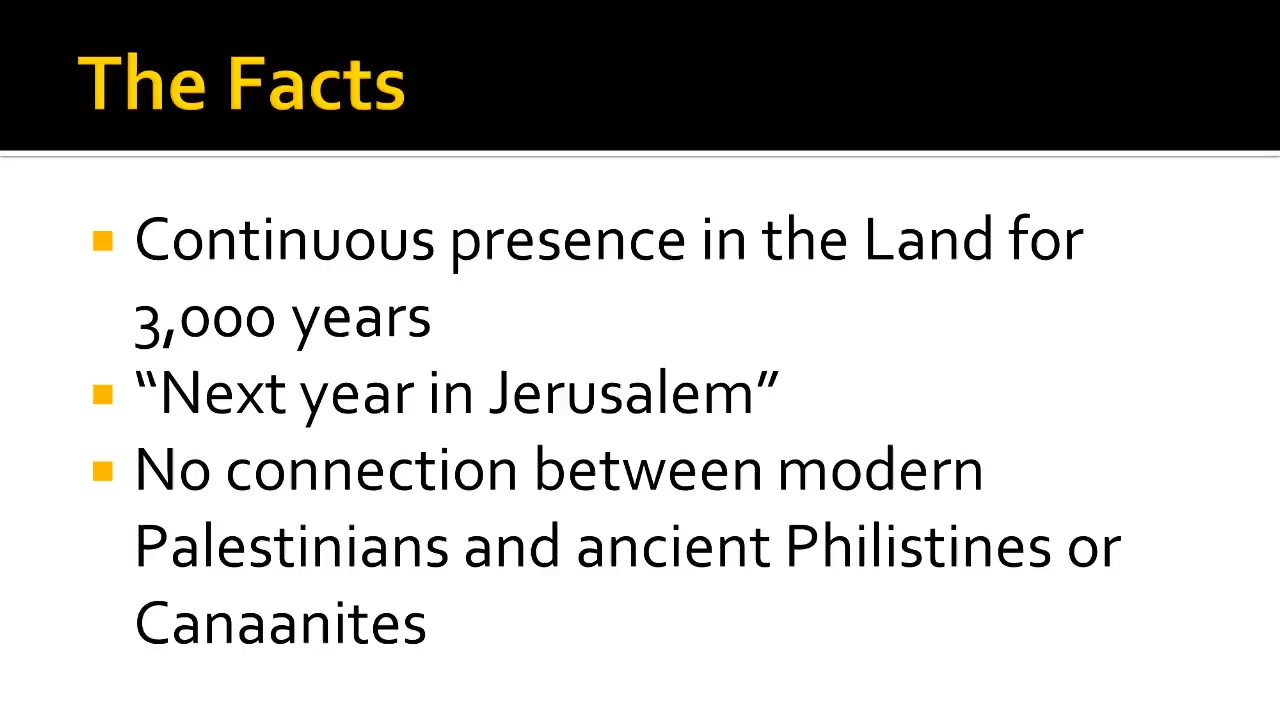 The Facts
Continuous presence in the Land for
3,000 years
“Next year in Jerusalem”
No connection between modern
Palestinians and ancient Philistines or
Canaanites